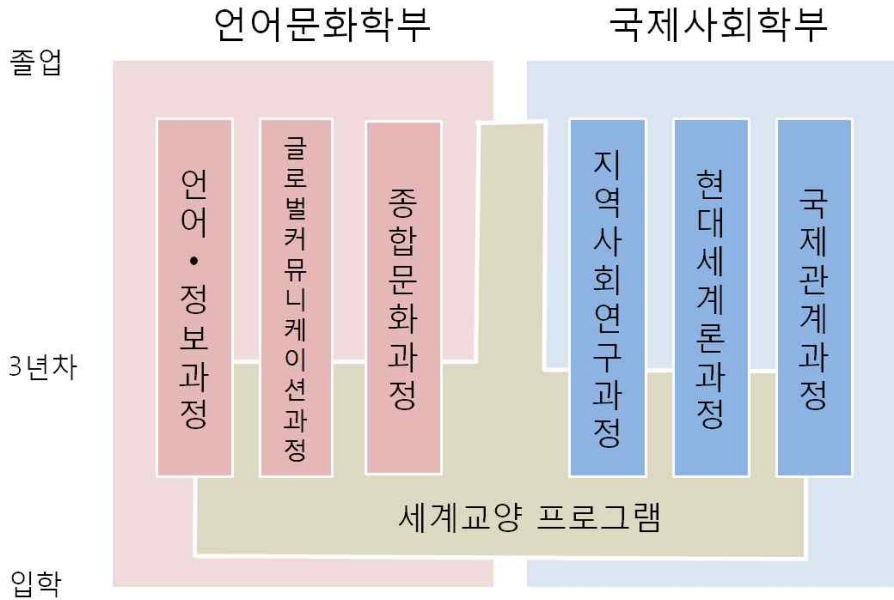 언어문화학부
국제사회학부
졸업
언어・정보과정
글로벌커뮤니케이션과정
종합문화과정
지역사회연구과정
현대세계론과정
국제관계과정
3년차
세계교양 프로그램
입학